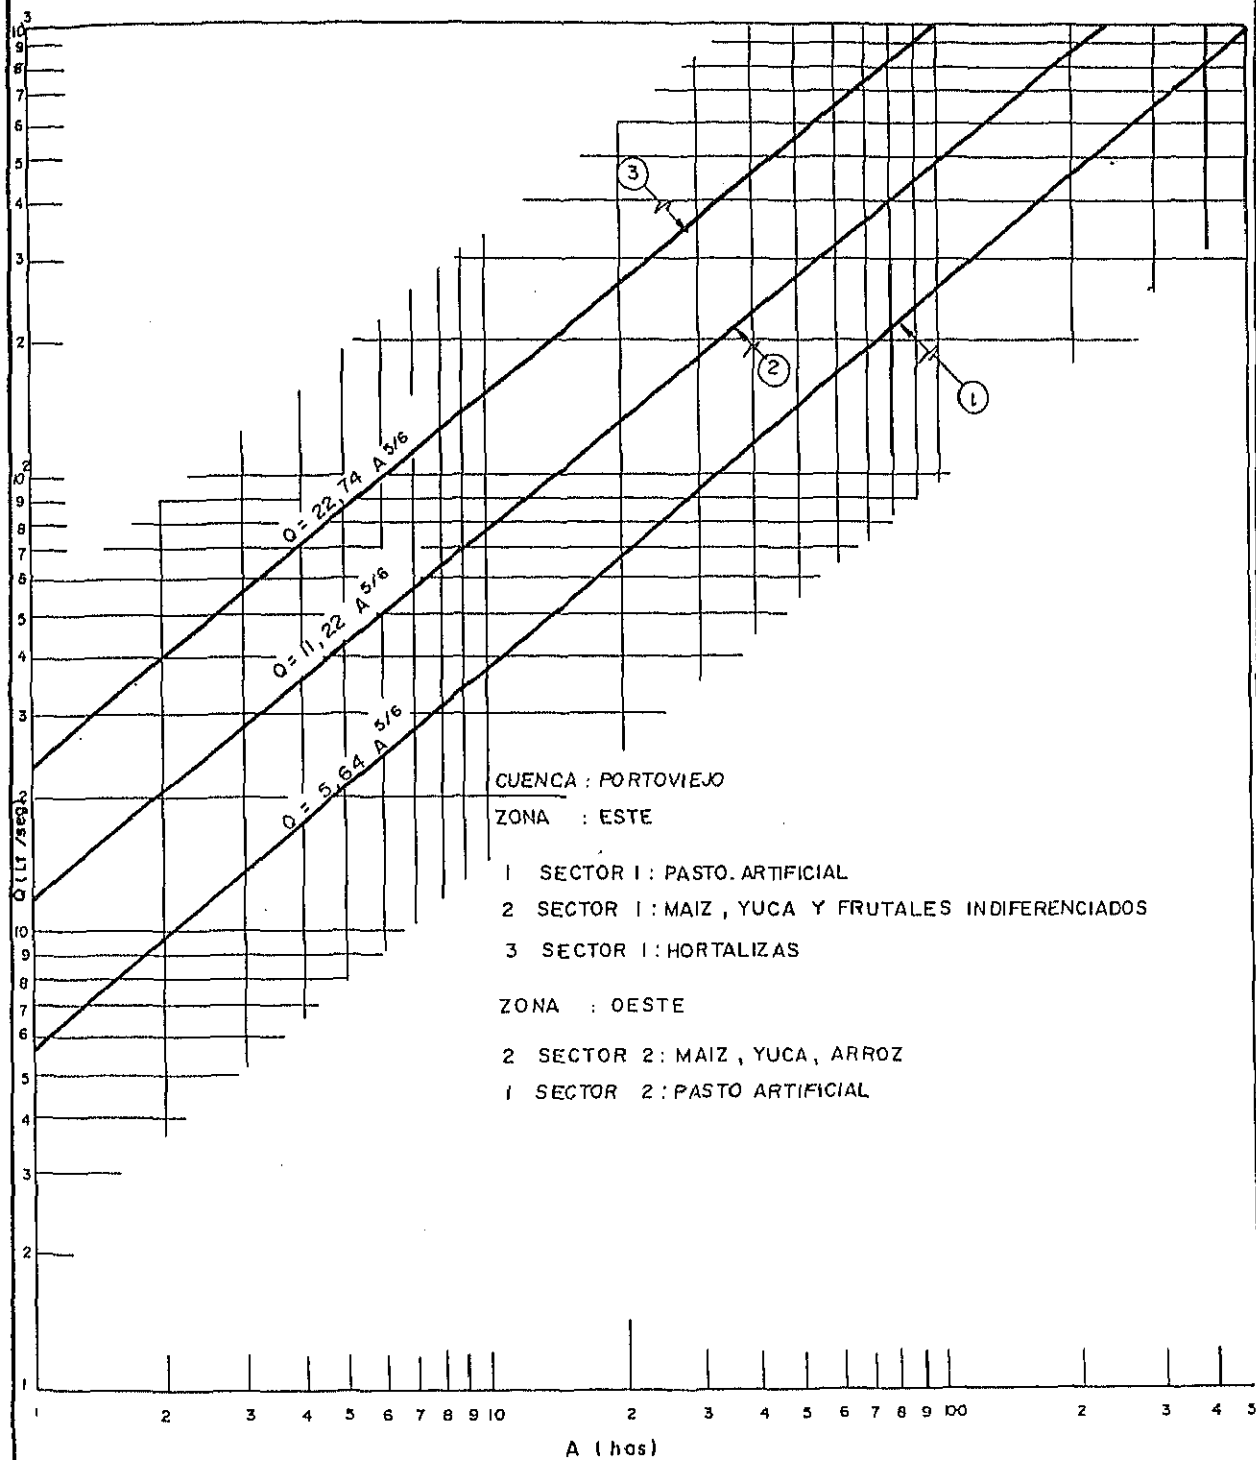 10³
9
8
7
6
5
4
3
2
10²
9
8
7
6
5
4
3
2
10
9
8
7
6
5
4
3
2
1
Q (Lt/seg)
3
2
1
Q = 22,74 A 5/6
Q = 11,22 A 5/6
Q = 5,64 A 5/6
CUENCA : PORTOVIEJO
ZONA : ESTE
1 SECTOR 1 : PASTO. ARTIFICIAL
2 SECTOR 1 : MAIZ , YUCA Y FRUTALES INDIFERENCIADOS
3 SECTOR 1 : HORTALIZAS
ZONA : OESTE
2 SECTOR 2 : MAIZ , YUCA , ARROZ
1 SECTOR 2 : PASTO ARTIFICIAL
1 2 3 4 5 6 7 8 9 10 2 3 4 5 6 7 8 9 100 2 3 4 5
A (has)